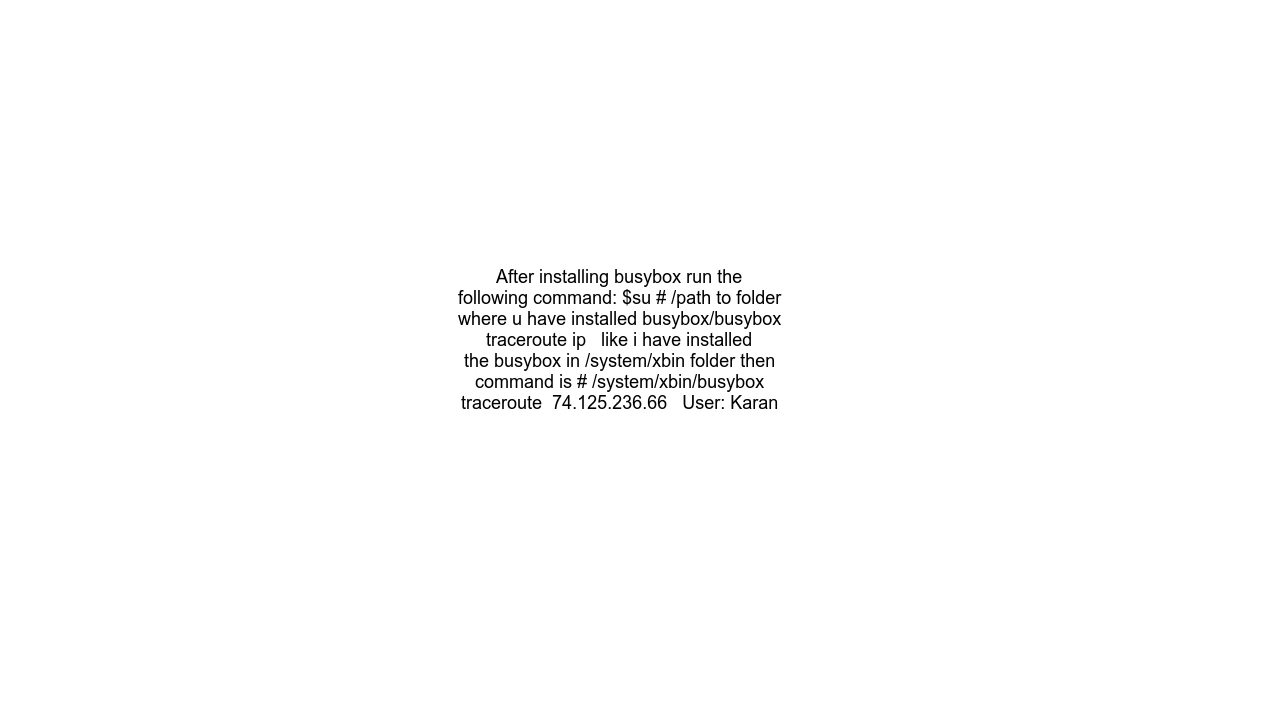 After installing busybox run the
following command: $su # /path to folder
where u have installed busybox/busybox
traceroute ip   like i have installed
the busybox in /system/xbin folder then
command is # /system/xbin/busybox
traceroute  74.125.236.66   User: Karan